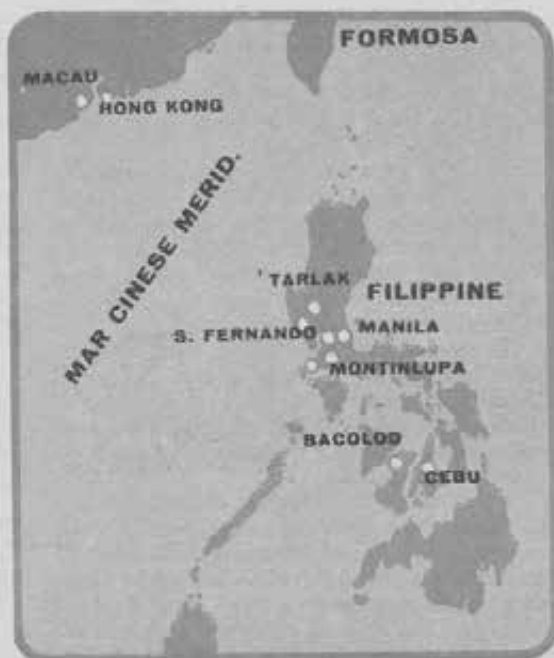 FORMOSA
MACAU
HONG KONG
MAR CINESE MERID.
TARLAK
FILIPPINE
S. FERNANDO
MANILA
MONTINLUPA
BACOLOD
CEBU